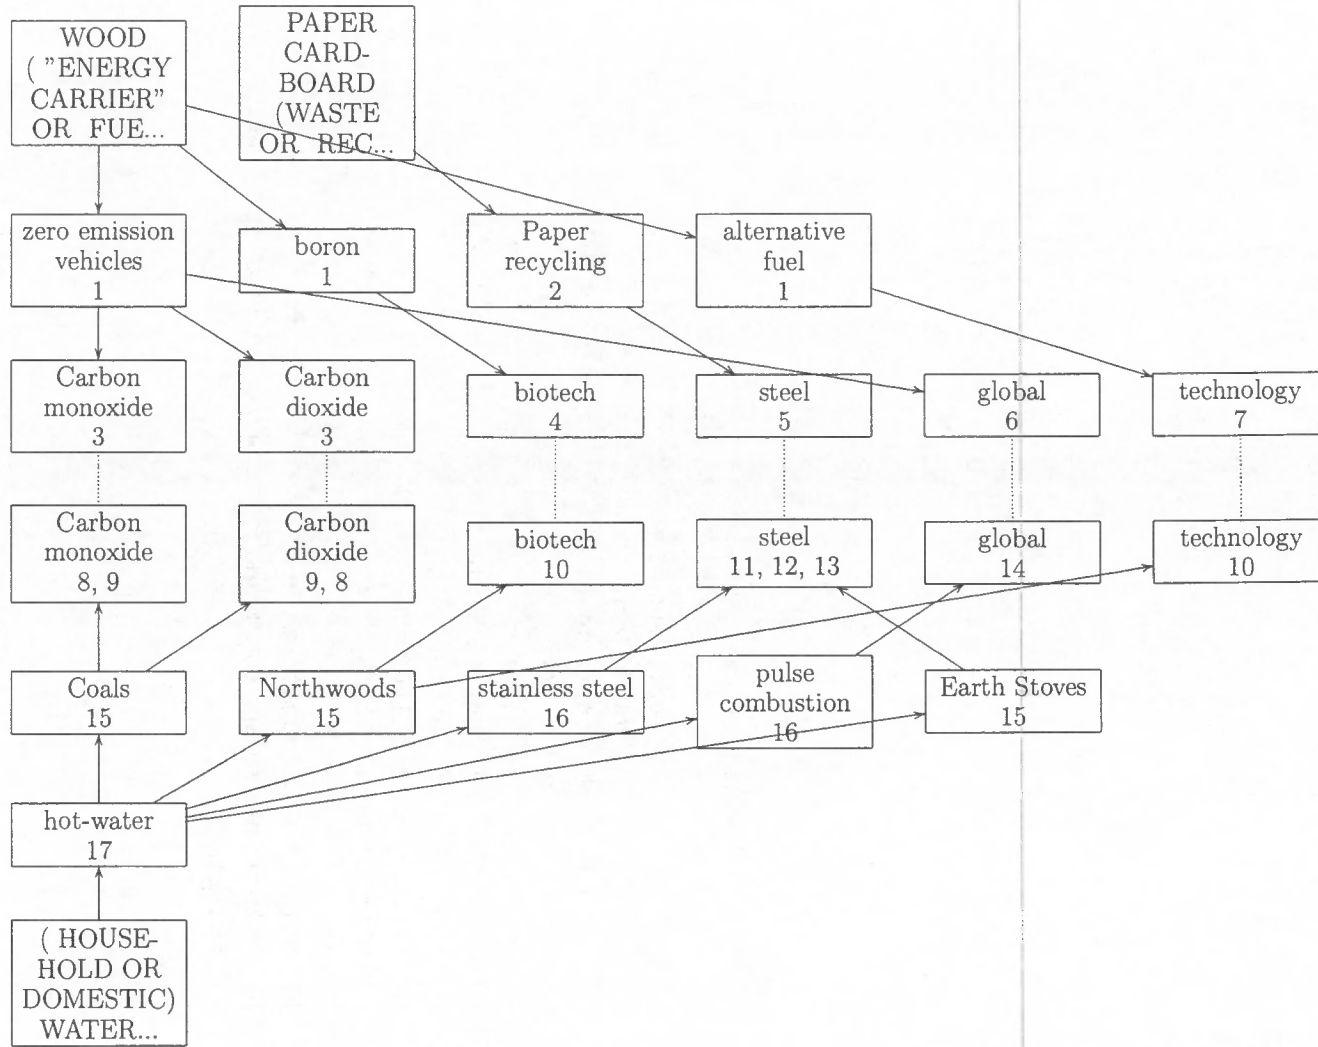 WOOD
( "ENERGY
CARRIER"
OR FUE...
PAPER
CARD-
BOARD
(WASTE
OR REC...
zero emission
vehicles
1
boron
1
Paper
recycling
2
alternative
fuel
1
Carbon
monoxide
3
Carbon
dioxide
3
biotech
4
steel
5
global
6
technology
7
Carbon
monoxide
8, 9
Carbon
dioxide
9, 8
biotech
10
steel
11, 12, 13
global
14
technology
10
Coals
15
Northwoods
15
stainless steel
16
pulse
combustion
16
Earth Stoves
15
hot-water
17
( HOUSE-
HOLD OR
DOMESTIC)
WATER...